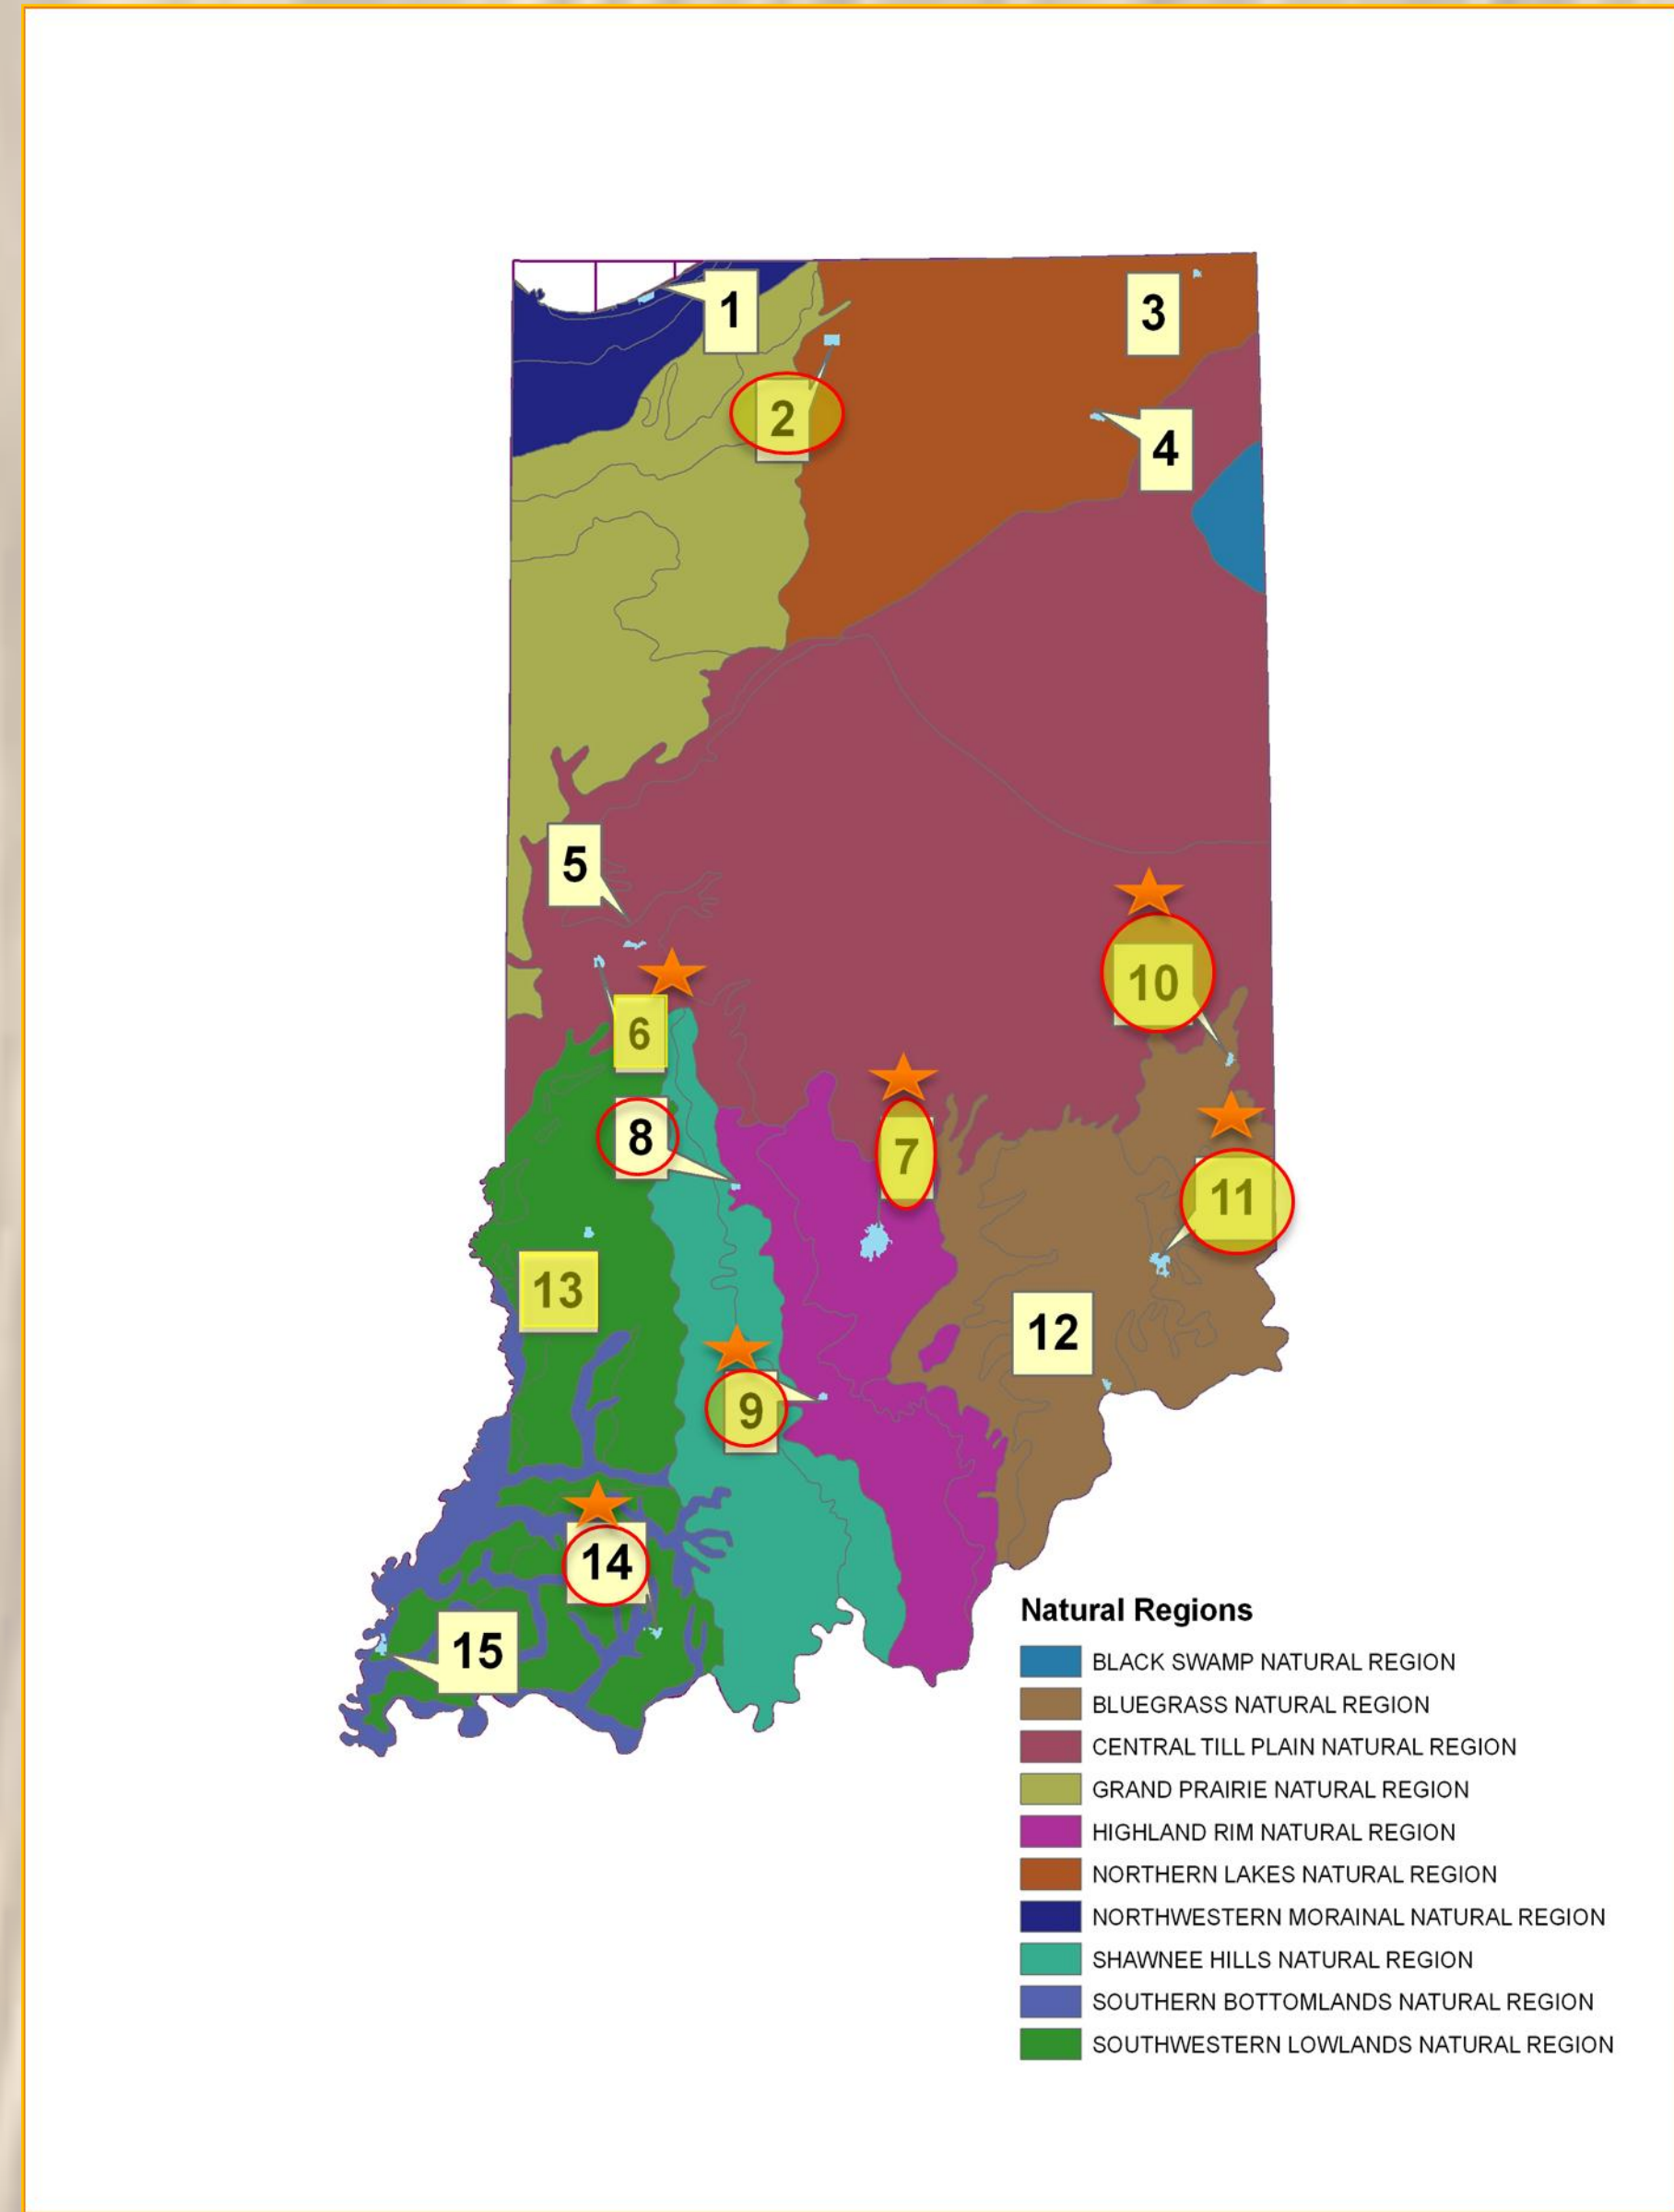 1
3
2
4
5
10
6
8
7
11
13
12
9
14
15
Natural Regions
BLACK SWAMP NATURAL REGION
BLUEGRASS NATURAL REGION
CENTRAL TILL PLAIN NATURAL REGION
GRAND PRAIRIE NATURAL REGION
HIGHLAND RIM NATURAL REGION
NORTHERN LAKES NATURAL REGION
NORTHWESTERN MORAINAL NATURAL REGION
SHAWNEE HILLS NATURAL REGION
SOUTHERN BOTTOMLANDS NATURAL REGION
SOUTHWESTERN LOWLANDS NATURAL REGION